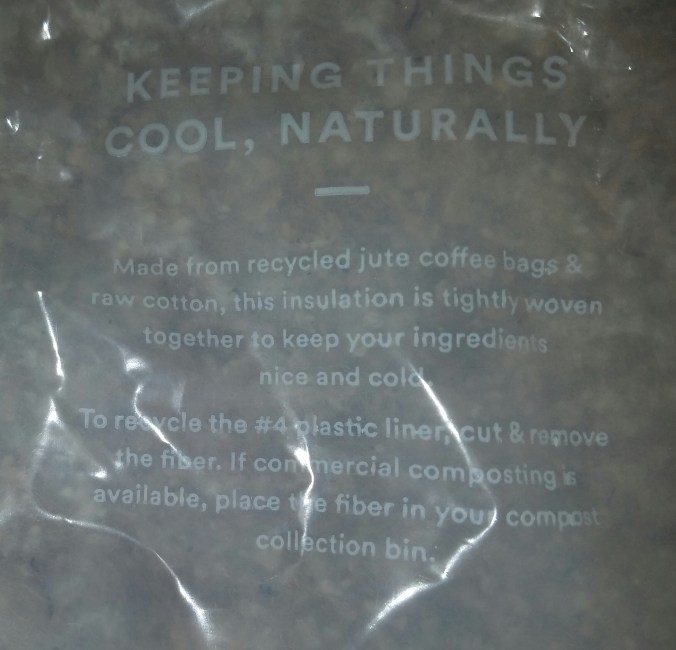 KEEPING THINGS
COOL, NATURALLY
Made from recycled jute coffee bags &
raw cotton, this insulation is tightly woven
together to keep your ingredients
nice and cold.
To recycle the #4 plastic liner, cut & remove
the fiber. If commercial composting is
available, place the fiber in your compost
collection bin.